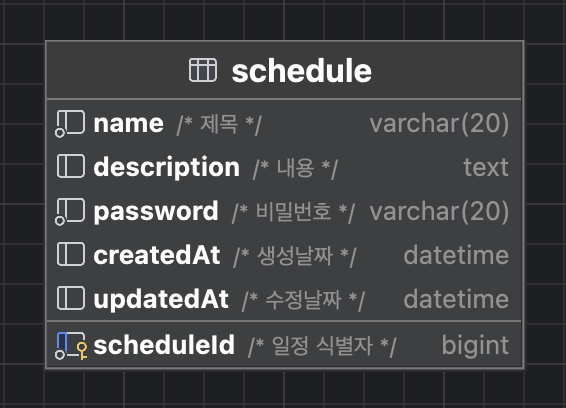 schedule
name /* 제목 */ varchar(20)
description /* 내용 */ text
password /* 비밀번호 */ varchar(20)
createdAt /* 생성날짜 */ datetime
updatedAt /* 수정날짜 */ datetime
scheduleId /* 일정 식별자 */ bigint